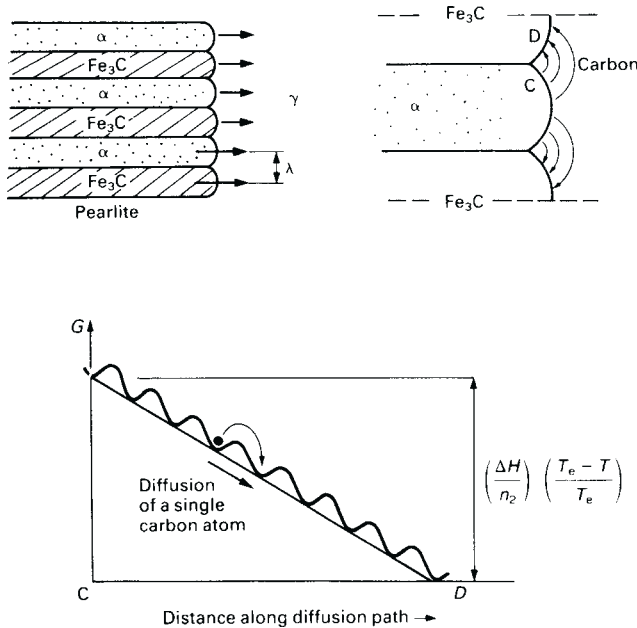 α
Fe₃C
α
Fe₃C
α
Fe₃C
γ
λ
Pearlite
Fe₃C
D
C
α
Carbon
Fe₃C
G
Diffusion
of a single
carbon atom
(ΔH/n₂) (Tₑ − T/Tₑ)
C
D
Distance along diffusion path →